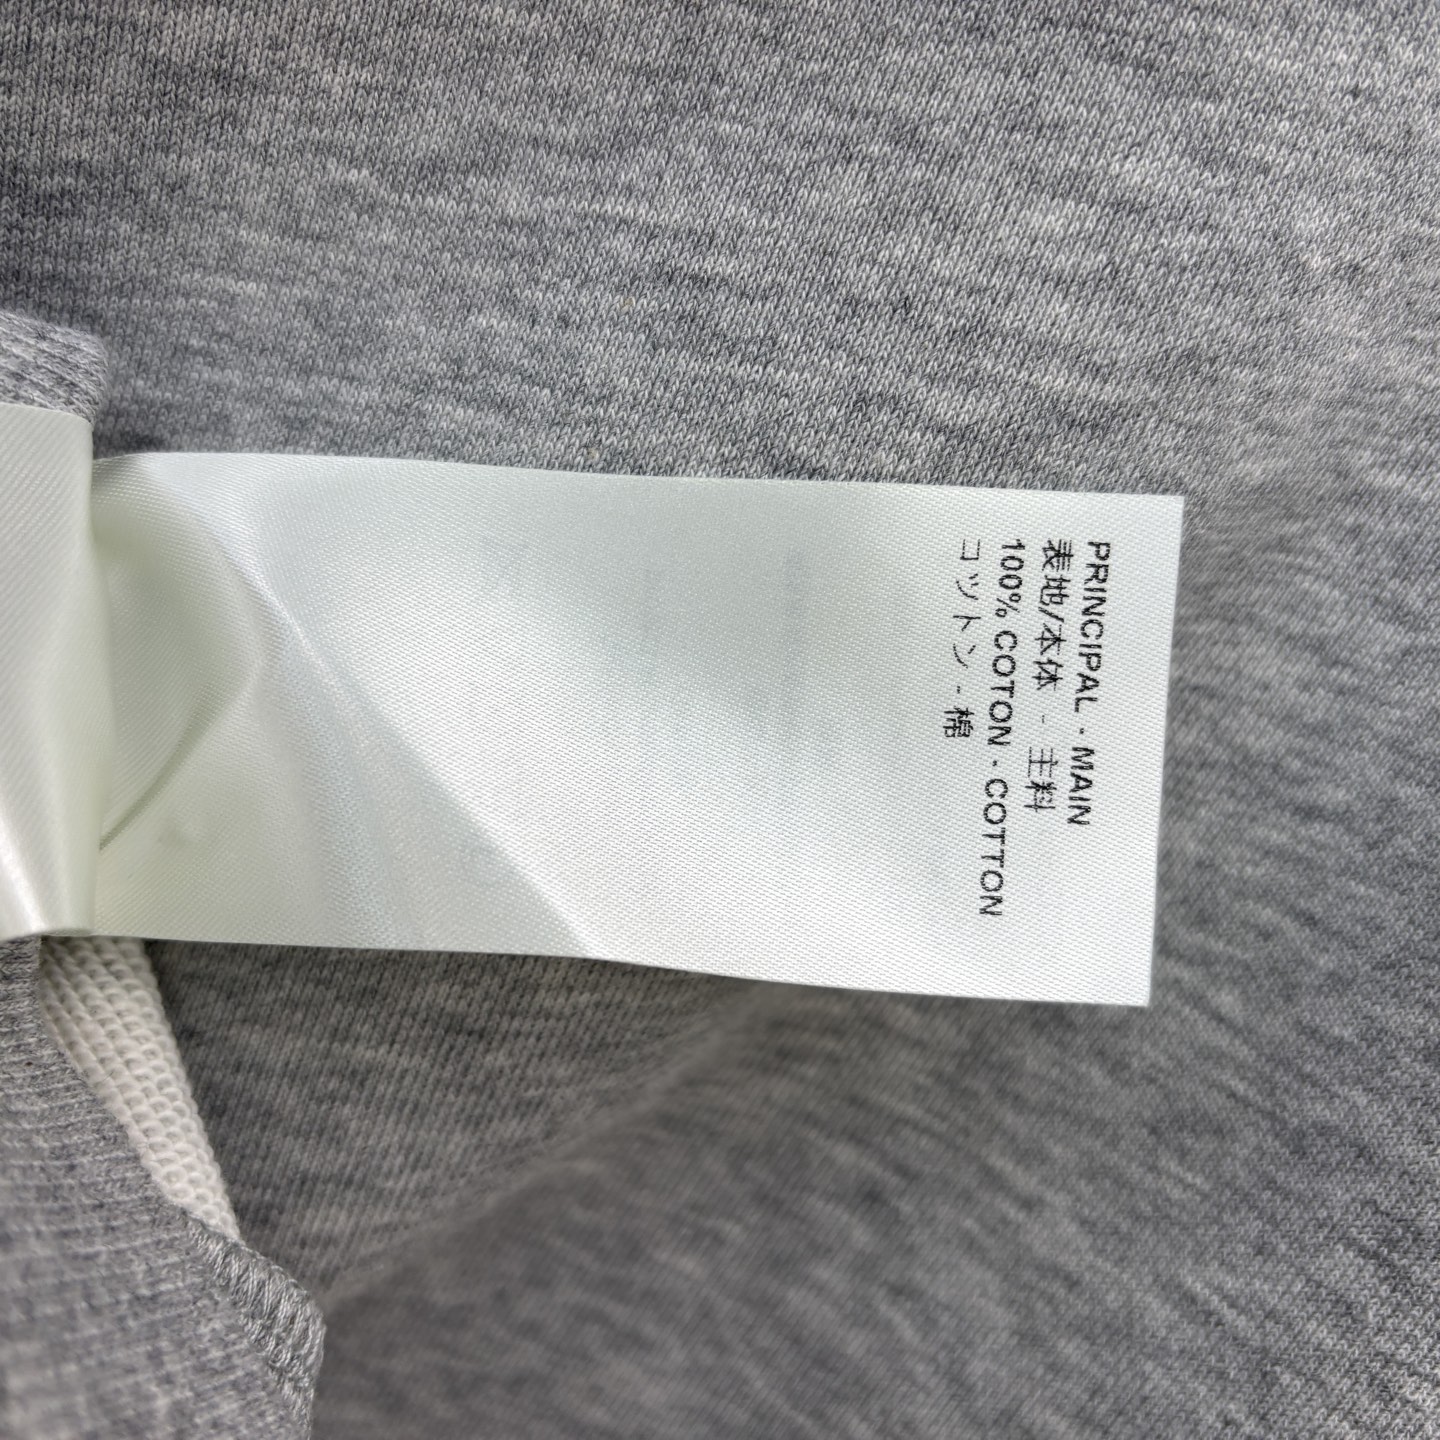 PRINCIPAL - MAIN
表地/本体 - 主料
100% COTON - COTTON
コットン - 棉